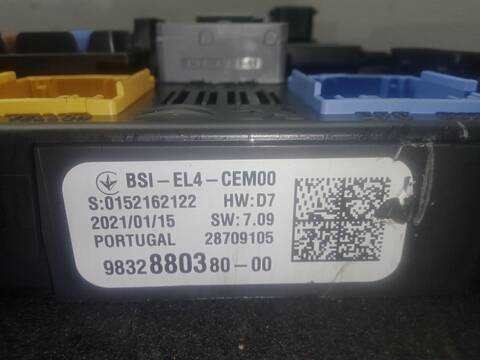 BSI-EL4-CEM00
S:0152162122 HW:D7
2021/01/15 SW:7.09
PORTUGAL 28709105
9832880380-00